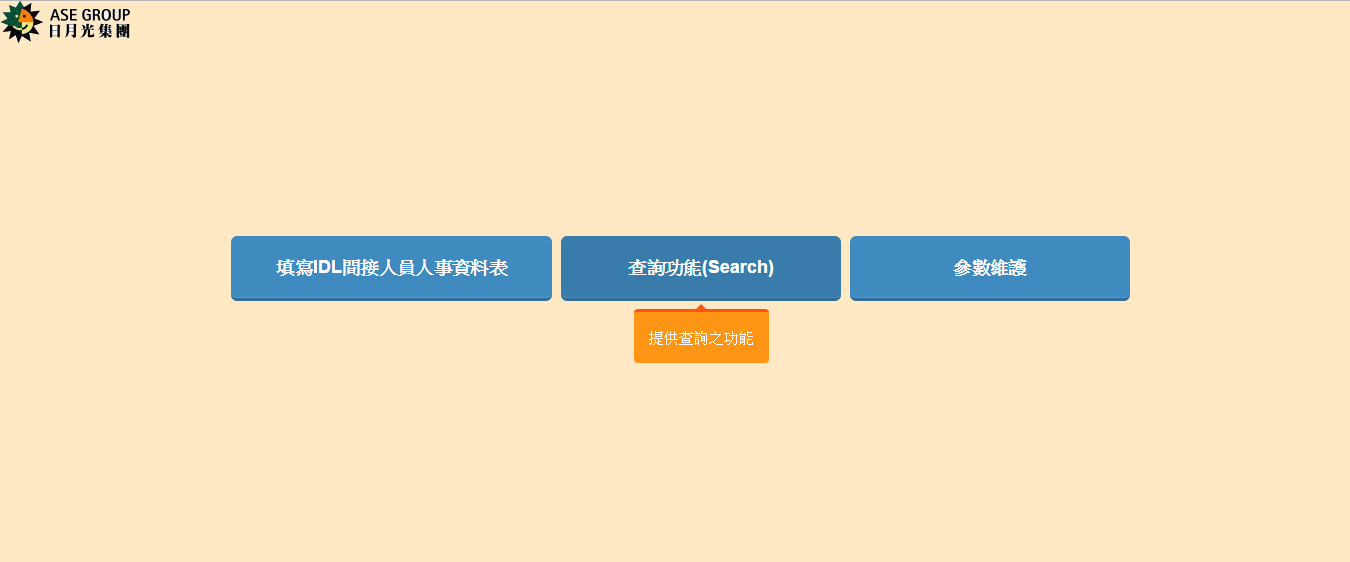 ASE GROUP
日月光集團
填寫IDL間接人員人事資料表
查詢功能(Search)
參數維護
提供查詢之功能